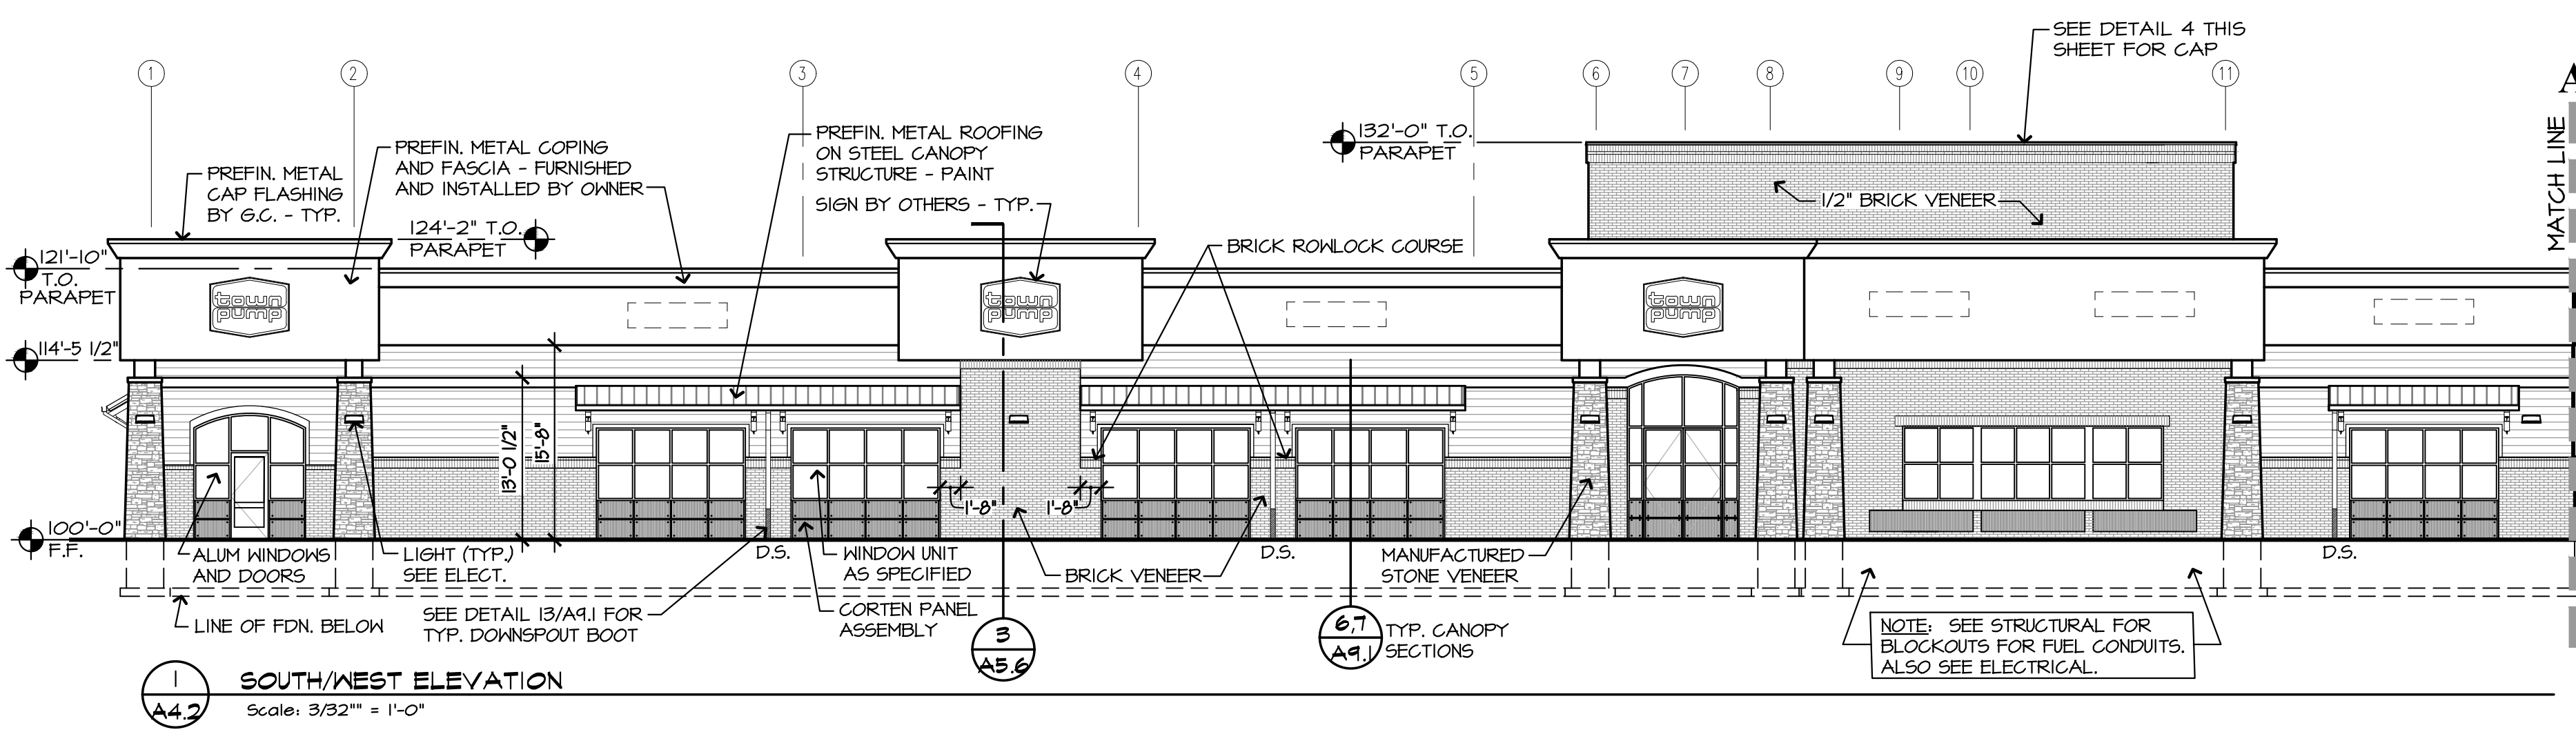 SEE DETAIL 4 THIS
SHEET FOR CAP
A
1
2
3
4
5
6
7
8
9
10
11
MATCH LINE
PREFIN. METAL
CAP FLASHING
BY G.C. - TYP.
PREFIN. METAL COPING
AND FASCIA - FURNISHED
AND INSTALLED BY OWNER
PREFIN. METAL ROOFING
ON STEEL CANOPY
STRUCTURE - PAINT
SIGN BY OTHERS - TYP.
132'-0" T.O.
PARAPET
1/2" BRICK VENEER
124'-2" T.O.
PARAPET
BRICK ROWLOCK COURSE
121'-10"
T.O.
PARAPET
town
pump
town
pump
town
pump
114'-5 1/2"
13'-0 1/2"
15'-8"
1'-8"
1'-8"
100'-0"
F.F.
ALUM WINDOWS
AND DOORS
LIGHT (TYP.)
SEE ELECT.
D.S.
WINDOW UNIT
AS SPECIFIED
BRICK VENEER
D.S.
MANUFACTURED
STONE VENEER
D.S.
LINE OF FDN. BELOW
SEE DETAIL 13/A9.1 FOR
TYP. DOWNSPOUT BOOT
CORTEN PANEL
ASSEMBLY
3
A5.6
6,7
A9.1
TYP. CANOPY
SECTIONS
NOTE: SEE STRUCTURAL FOR
BLOCKOUTS FOR FUEL CONDUITS.
ALSO SEE ELECTRICAL.
1
A4.2
SOUTH/WEST ELEVATION
Scale: 3/32"" = 1'-0"